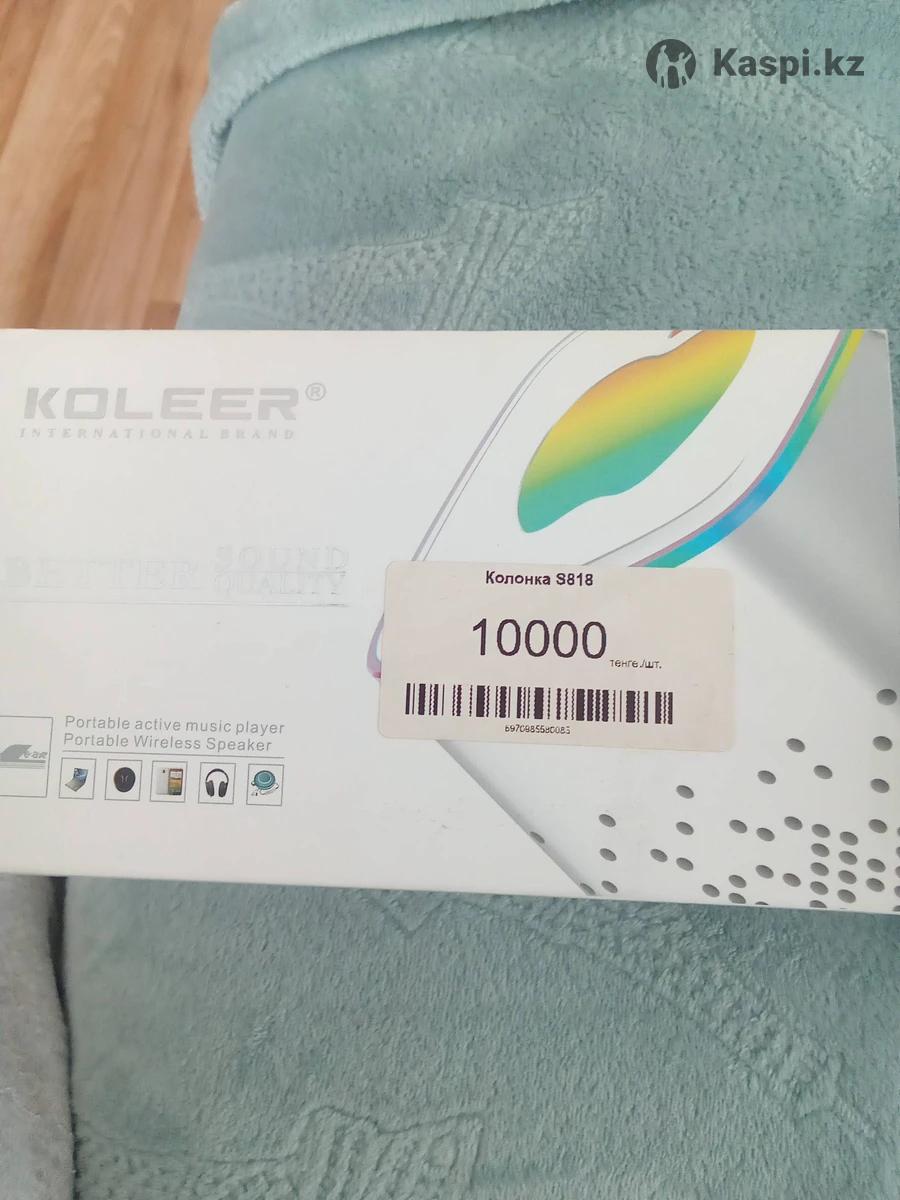 Kaspi.kz
KOLEER®
INTERNATIONAL BRAND
BETTER SOUND
QUALITY
Колонка S818
10000
тенге./шт.
Portable active music player
Portable Wireless Speaker